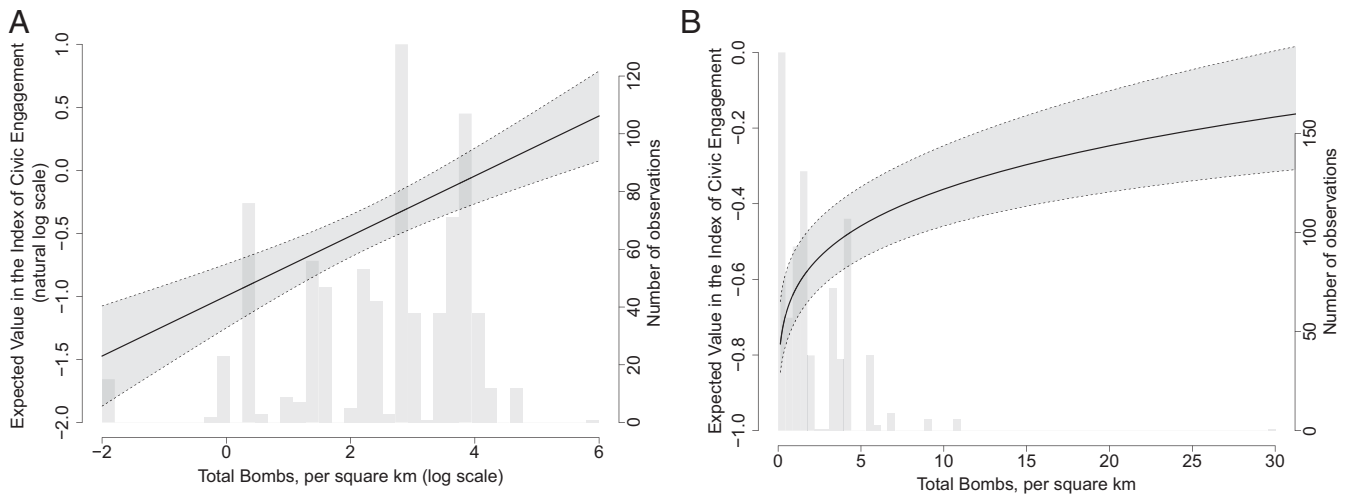 A
Expected Value in the Index of Civic Engagement
(natural log scale)
1.0
0.5
0.0
−0.5
−1.0
−1.5
−2.0
120
100
80
60
40
20
0
Number of observations
−2 0 2 4 6
Total Bombs, per square km (log scale)
B
Expected Value in the Index of Civic Engagement
0.0
−0.2
−0.4
−0.6
−0.8
−1.0
150
100
50
0
Number of observations
0 5 10 15 20 25 30
Total Bombs, per square km